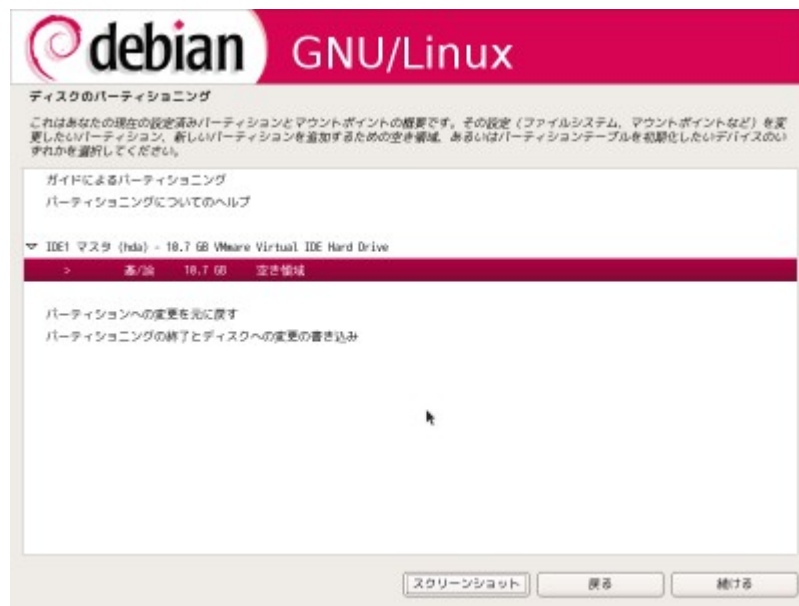 debian GNU/Linux
ディスクのパーティショニング
これはあなたの現在の設定済みパーティションとマウントポイントの概要です。その設定 (ファイルシステム、マウントポイントなど) を変
更したいパーティション、新しいパーティションを追加するための空き領域、あるいはパーティションテーブルを初期化したいデバイスのい
ずれかを選択してください。
ガイドによるパーティショニング
パーティショニングについてのヘルプ
IDE1 マスタ (hda) - 10.7 GB VMware Virtual IDE Hard Drive
> 基/論 10.7 GB 空き領域
パーティションへの変更を元に戻す
パーティショニングの終了とディスクへの変更の書き込み
スクリーンショット 戻る 続ける